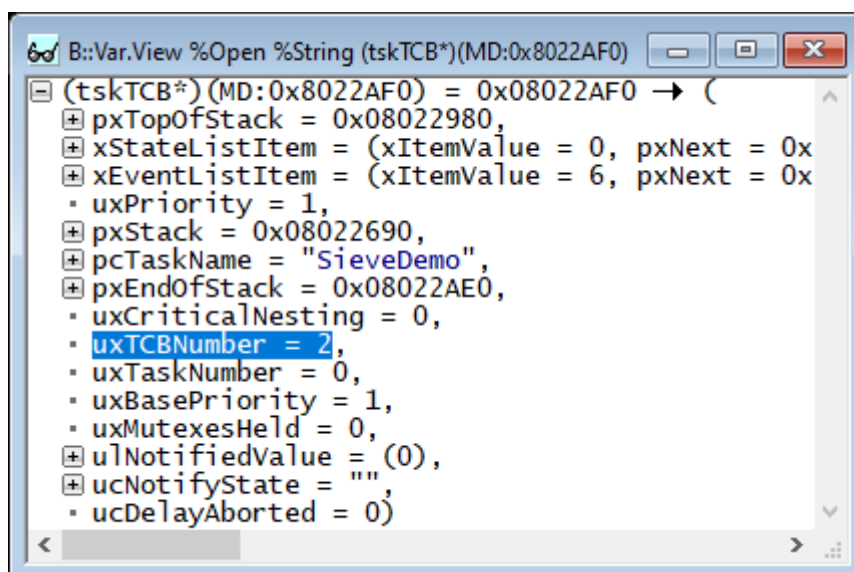 B::Var.View %Open %String (tskTCB*)(MD:0x8022AF0)
(tskTCB*)(MD:0x8022AF0) = 0x08022AF0 → (
pxTopOfStack = 0x08022980,
xStateListItem = (xItemValue = 0, pxNext = 0x
xEventListItem = (xItemValue = 6, pxNext = 0x
uxPriority = 1,
pxStack = 0x08022690,
pcTaskName = "SieveDemo",
pxEndOfStack = 0x08022AE0,
uxCriticalNesting = 0,
uxTCBNumber = 2,
uxTaskNumber = 0,
uxBasePriority = 1,
uxMutexesHeld = 0,
ulNotifiedValue = (0),
ucNotifyState = "",
ucDelayAborted = 0)